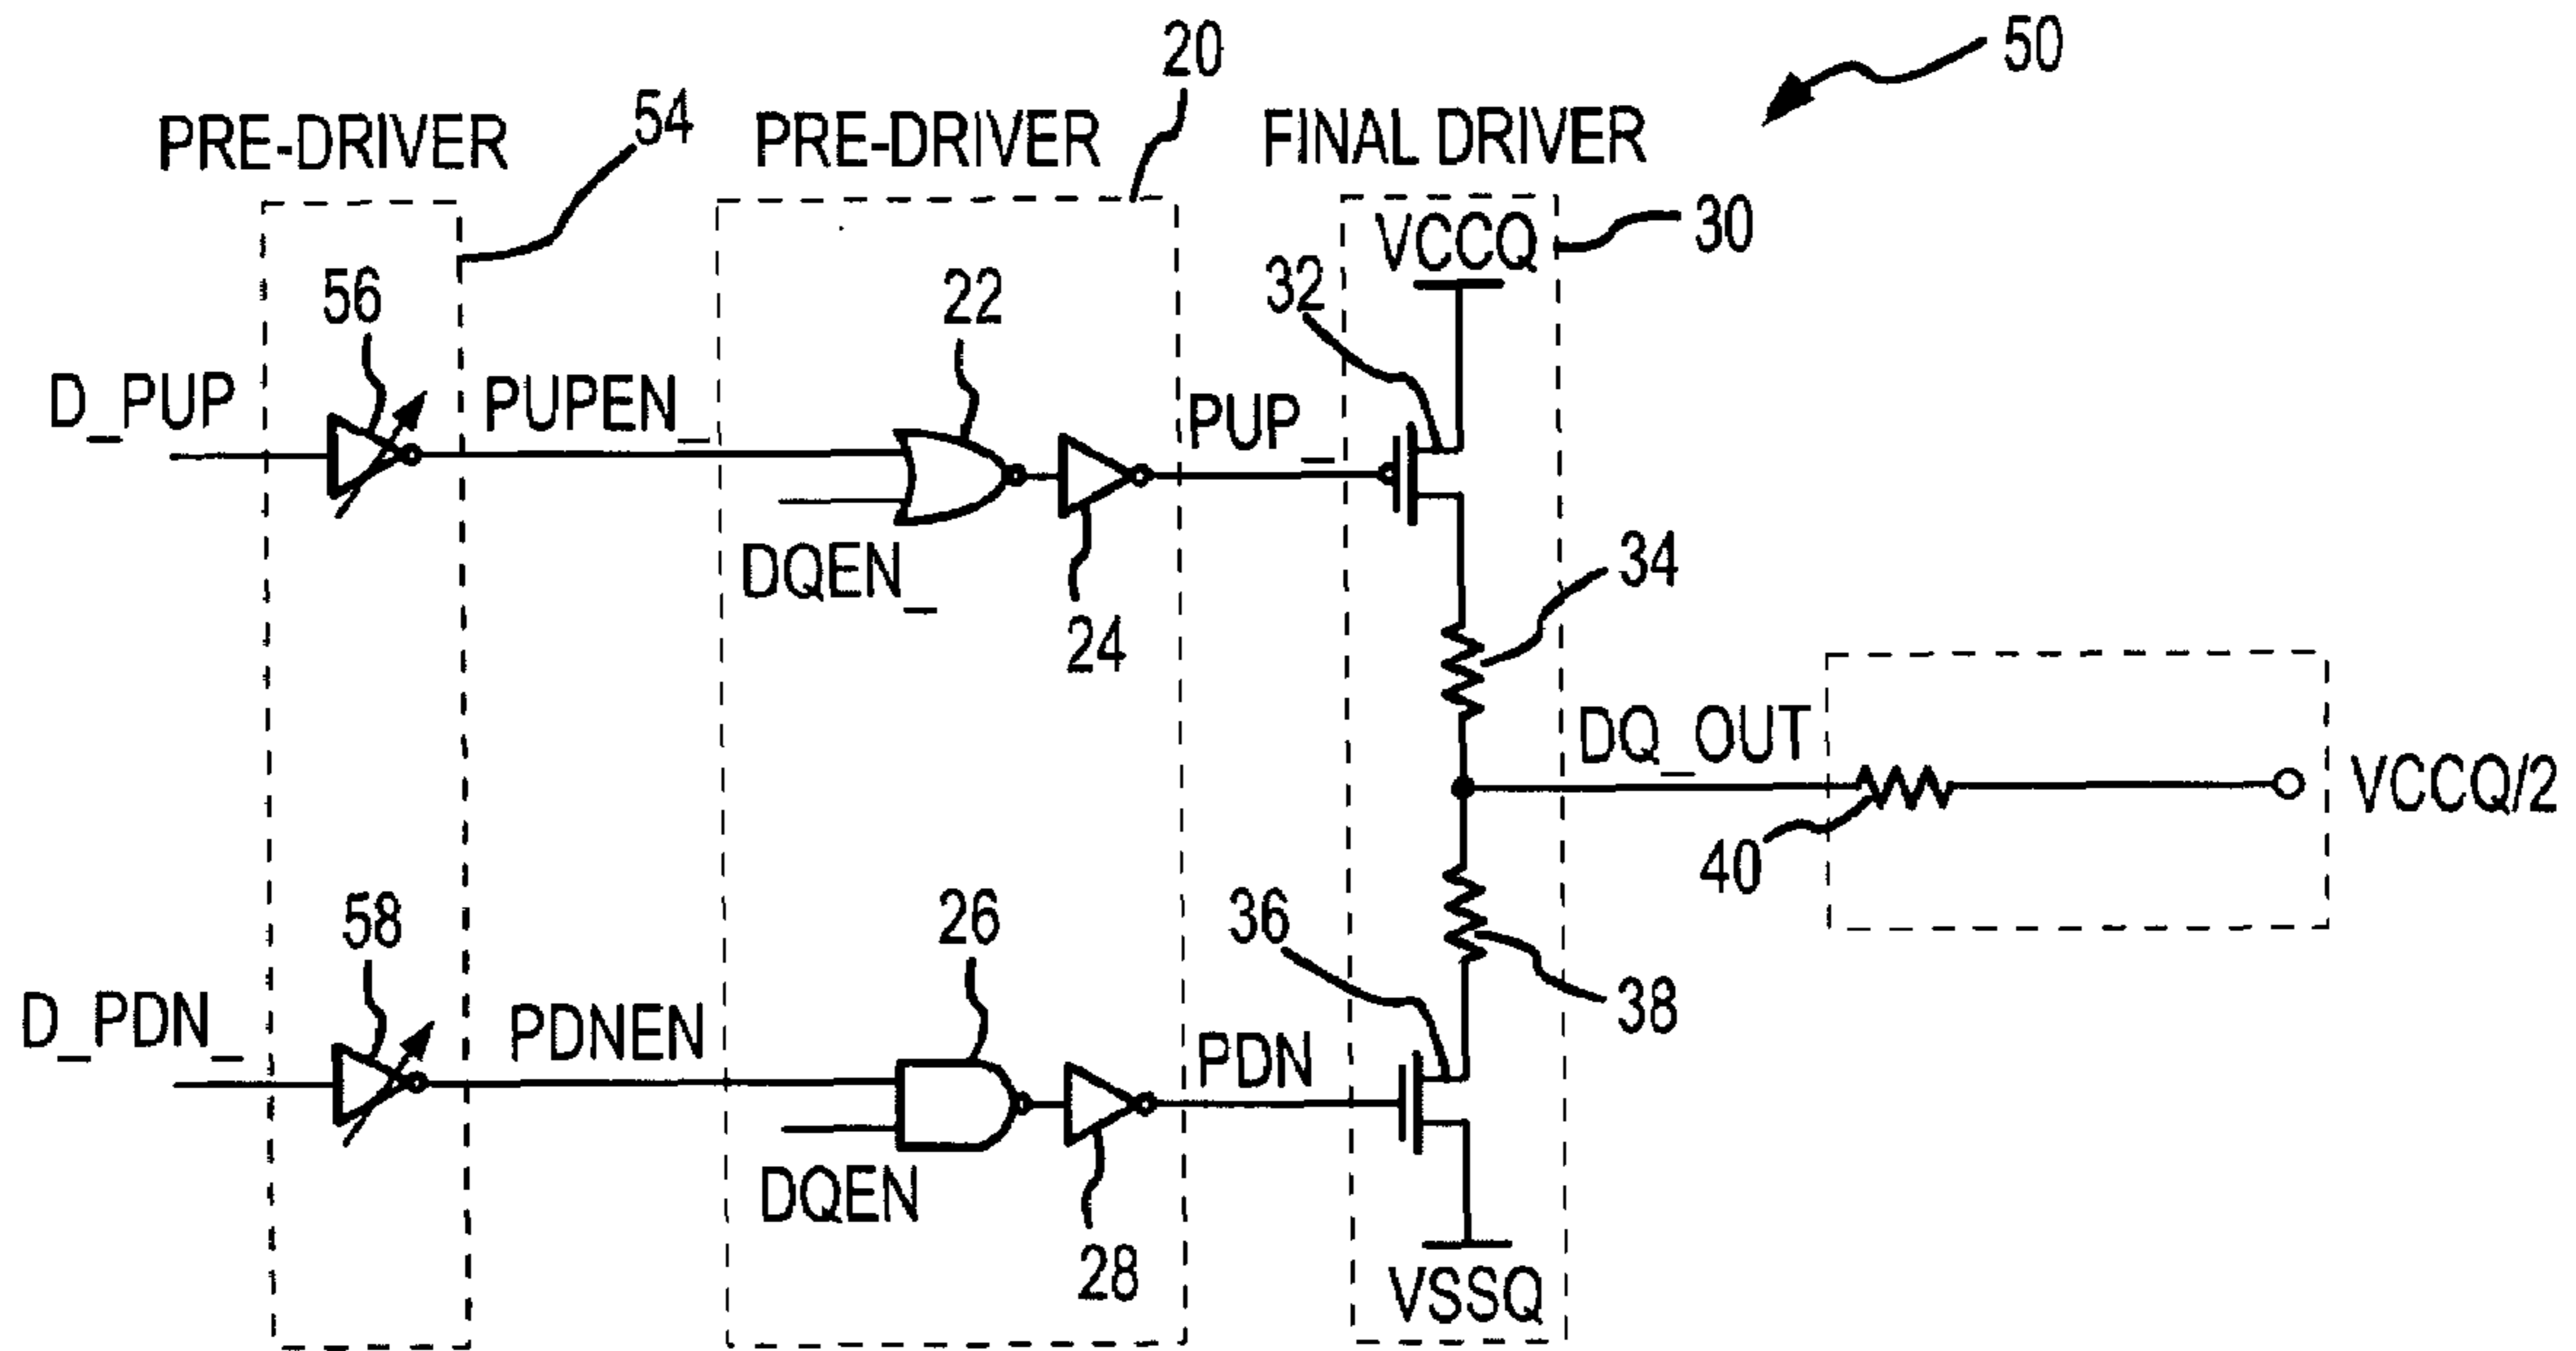 50
20
54
PRE-DRIVER
PRE-DRIVER
FINAL DRIVER
30
VCCQ
32
56
22
D_PUP
PUPEN_
PUP_
DQEN_
24
34
DQ_OUT
VCCQ/2
40
58
26
36
38
D_PDN_
PDNEN
PDN
DQEN
28
VSSQ